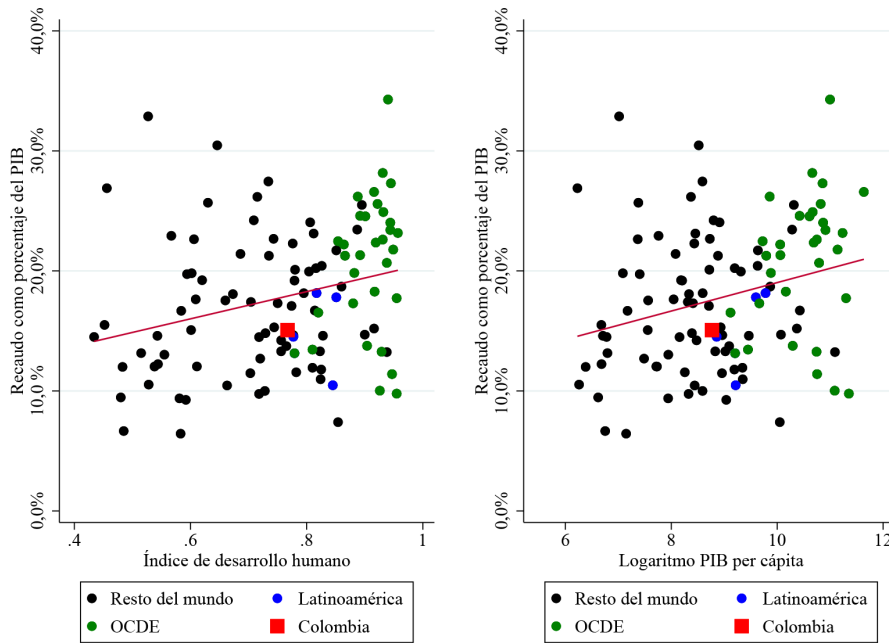 Recaudo como porcentaje del PIB
40,0%
30,0%
20,0%
10,0%
0,0%
.4
.6
.8
1
Índice de desarrollo humano
Resto del mundo
Latinoamérica
OCDE
Colombia
Recaudo como porcentaje del PIB
40,0%
30,0%
20,0%
10,0%
0,0%
6
8
10
12
Logaritmo PIB per cápita
Resto del mundo
Latinoamérica
OCDE
Colombia